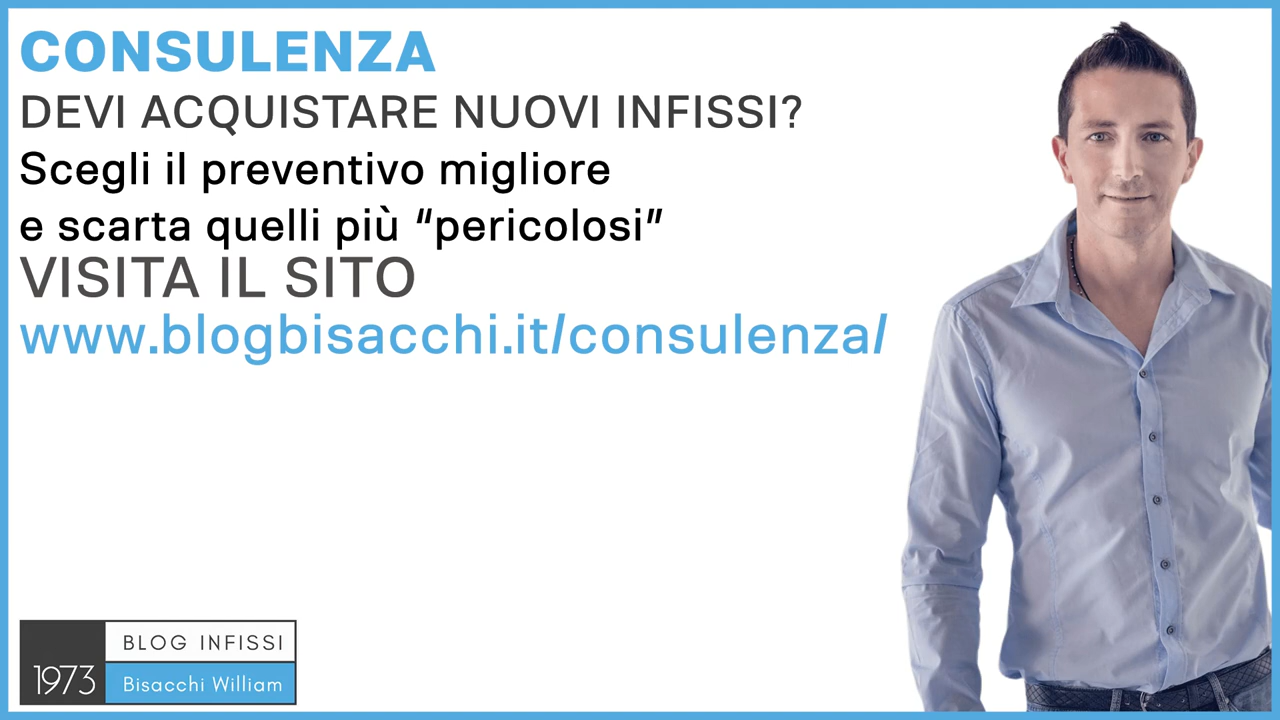 CONSULENZA
DEVI ACQUISTARE NUOVI INFISSI?
Scegli il preventivo migliore
e scarta quelli più “pericolosi”
VISITA IL SITO
www.blogbisacchi.it/consulenza/
1973
BLOG INFISSI
Bisacchi William